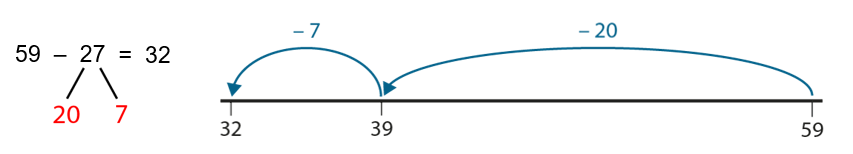 – 7 – 20
59 – 27 = 32
20 7
32 39 59